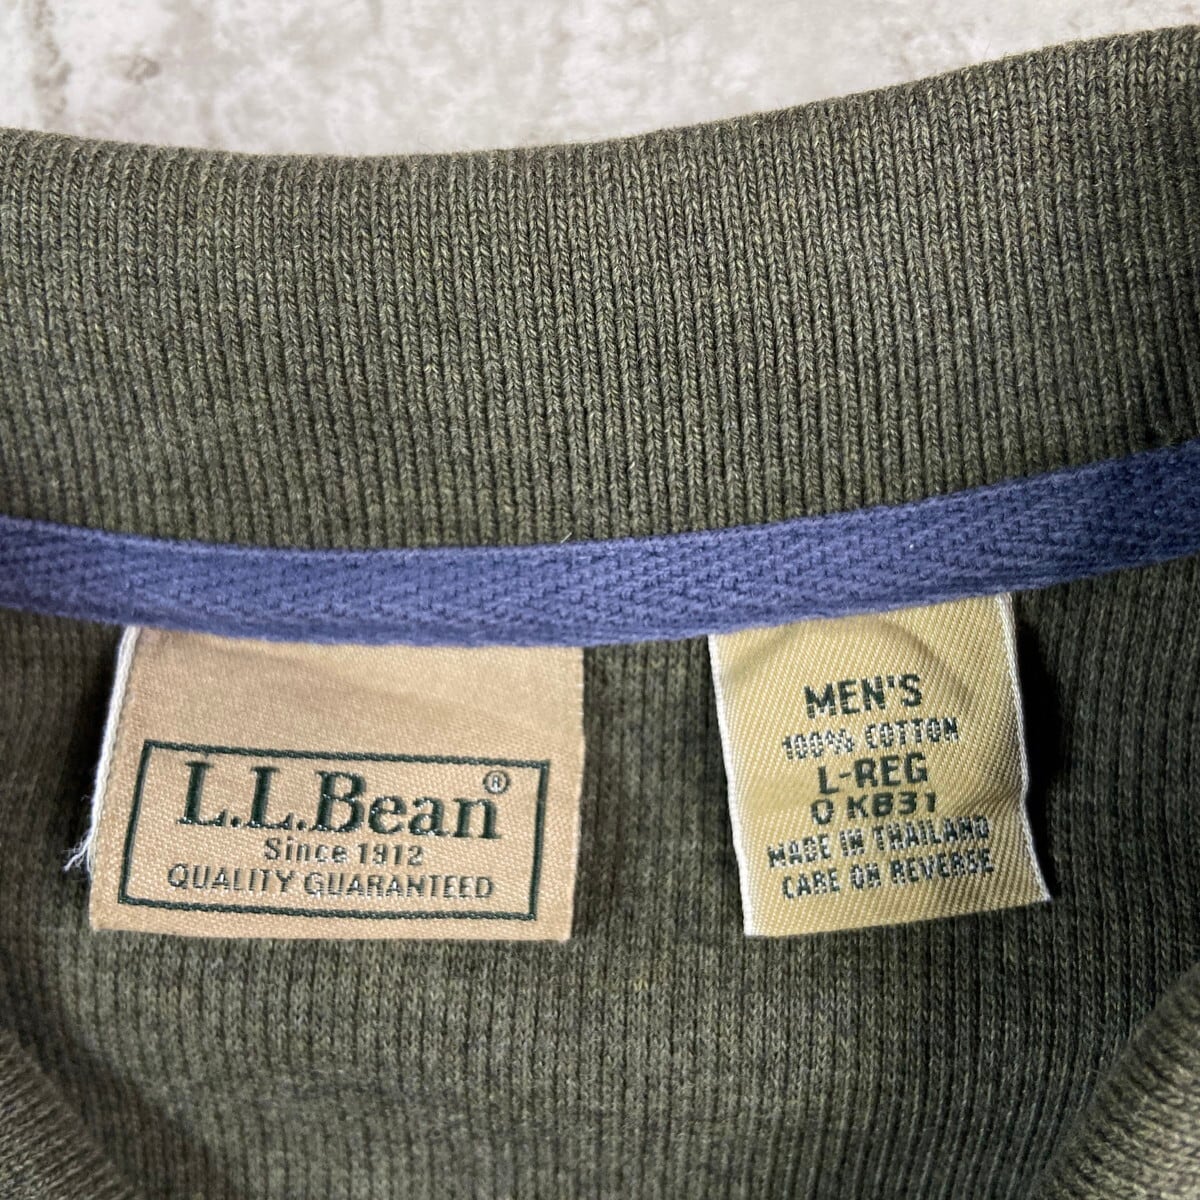 L.L.Bean®
Since 1912
QUALITY GUARANTEED
MEN'S
100% COTTON
L-REG
0 KB31
MADE IN THAILAND
CARE ON REVERSE